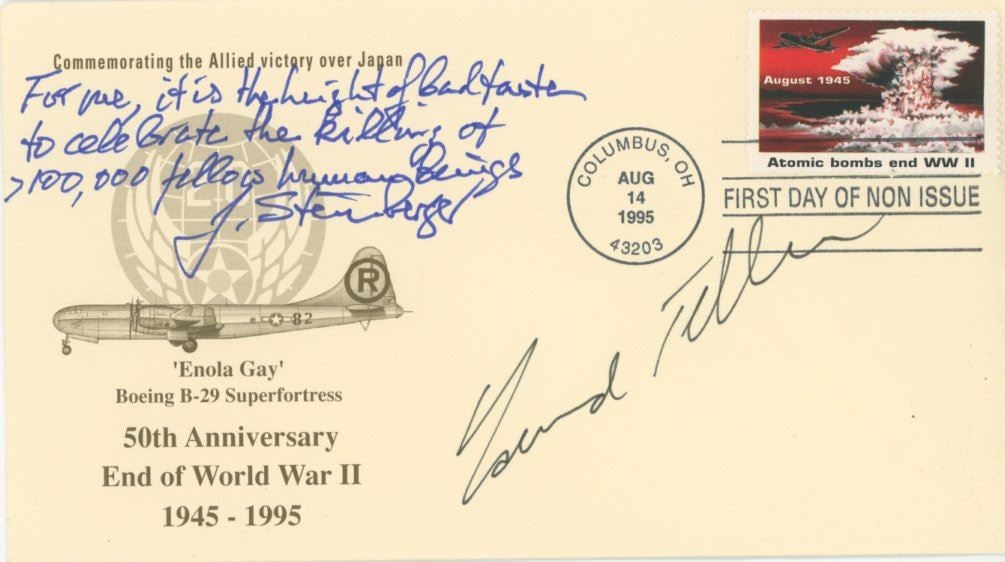 Commemorating the Allied victory over Japan
For me, it is the height of bad taste
to celebrate the killing of
>100,000 fellow human beings
J. Steinberger
August 1945
Atomic bombs end WW II
COLUMBUS, OH
AUG
14
1995
43203
FIRST DAY OF NON ISSUE
R
82
'Enola Gay'
Boeing B-29 Superfortress
50th Anniversary
End of World War II
1945 - 1995
Edward Teller